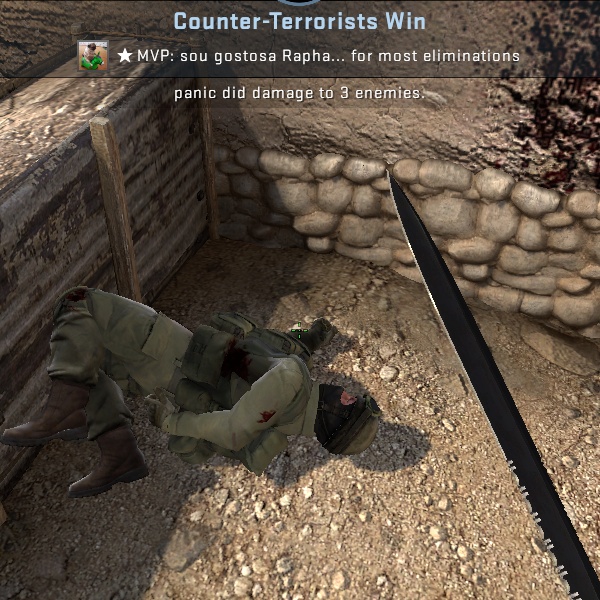 Counter-Terrorists Win
★ MVP: sou gostosa Rapha... for most eliminations
panic did damage to 3 enemies.